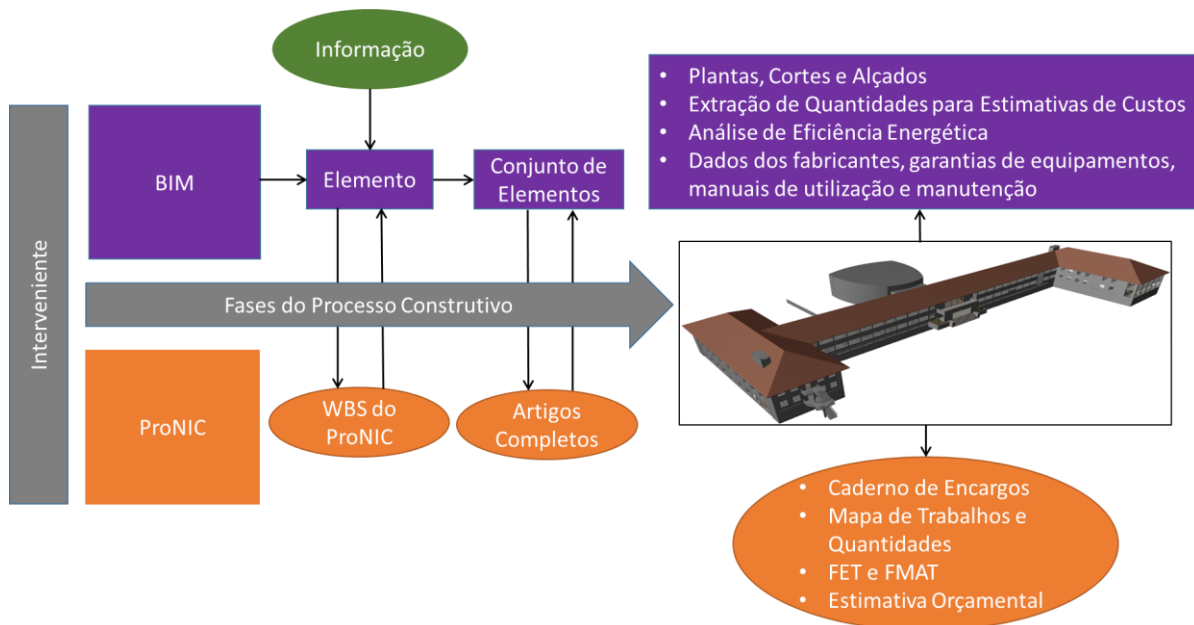 Informação
Interveniente
BIM
Elemento
Conjunto de
Elementos
• Plantas, Cortes e Alçados
• Extração de Quantidades para Estimativas de Custos
• Análise de Eficiência Energética
• Dados dos fabricantes, garantias de equipamentos,
manuais de utilização e manutenção
Fases do Processo Construtivo
ProNIC
WBS do
ProNIC
Artigos
Completos
• Caderno de Encargos
• Mapa de Trabalhos e
Quantidades
• FET e FMAT
• Estimativa Orçamental